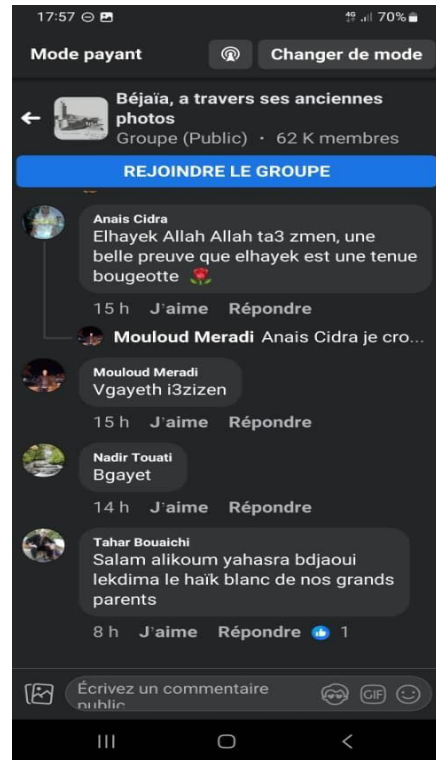 17:57
4G 70%
Mode payant
Changer de mode
Béjaïa, a travers ses anciennes
photos
Groupe (Public) · 62 K membres
REJOINDRE LE GROUPE
Anais Cidra
Elhayek Allah Allah ta3 zmen, une
belle preuve que elhayek est une tenue
bougeotte
15 h J'aime Répondre
Mouloud Meradi Anais Cidra je cro...
Mouloud Meradi
Vgayeth i3zizen
15 h J'aime Répondre
Nadir Touati
Bgayet
14 h J'aime Répondre
Tahar Bouaichi
Salam alikoum yahasra bdjaoui
lekdima le haïk blanc de nos grands
parents
8 h J'aime Répondre 1
Écrivez un commentaire
public
GIF